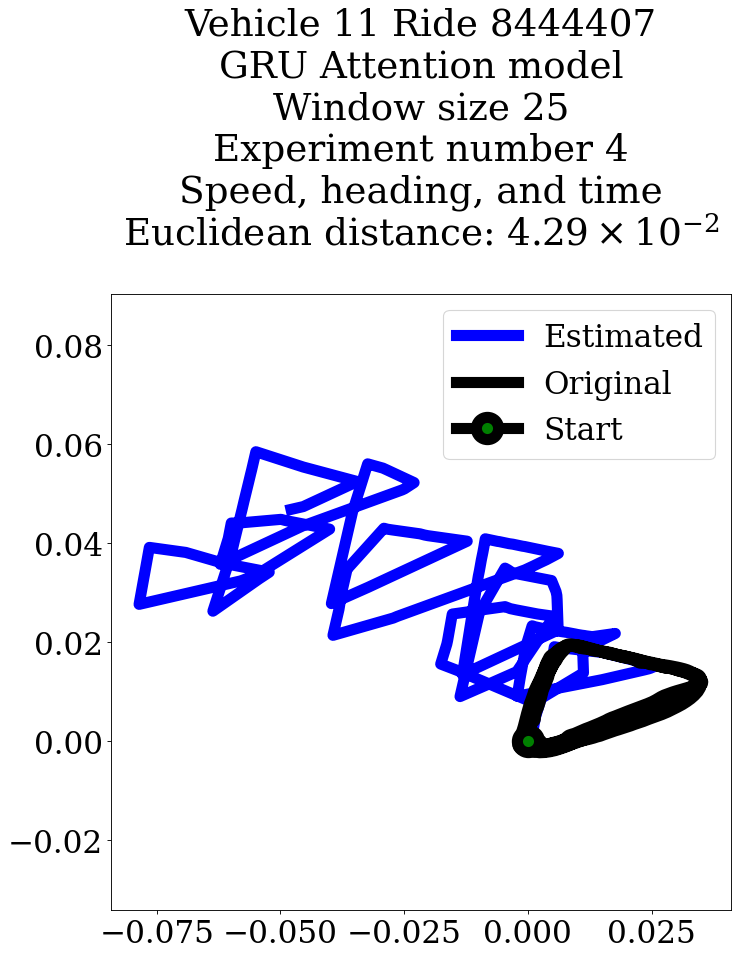 Vehicle 11 Ride 8444407
GRU Attention model
Window size 25
Experiment number 4
Speed, heading, and time
Euclidean distance: 4.29 × 10⁻²
Estimated
Original
Start
0.08
0.06
0.04
0.02
0.00
−0.02
−0.075 −0.050 −0.025 0.000 0.025